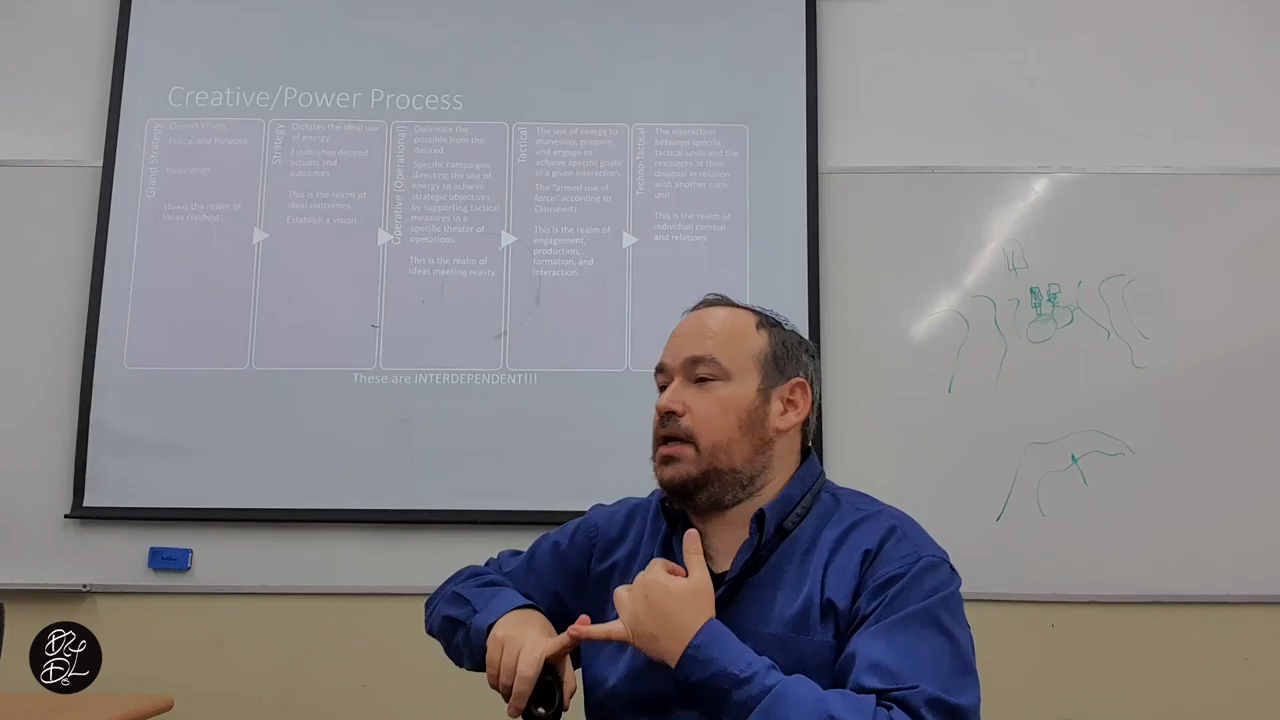 Creative/Power Process
Grand Strategy
Overall Vision,
Policy, and Purpose
Inspiration
This is the realm of
Ideas clashing!
Strategy
Dictates the ideal use
of energy.
Establishes desired
actions and
outcomes
This is the realm of
ideal outcomes.
Establish a vision
Operative (Operational)
Delineate the
possible from the
desired.
Specific campaigns
directing the use of
energy to achieve
strategic objectives
by supporting tactical
measures in a
specific theater of
operations.
This is the realm of
Ideas meeting reality
Tactical
The use of energy to
maneuver, prepare,
and engage to
achieve specific goals
in a given interaction.
The "armed use of
force" according to
Clausewitz.
This is the realm of
engagement,
production,
formation, and
interaction.
Techno-Tactical
The interaction
between specific
tactical units and the
resources at their
disposal in relation
with another such
unit.
This is the realm of
individual combat
and relations
These are INTERDEPENDENT!!!